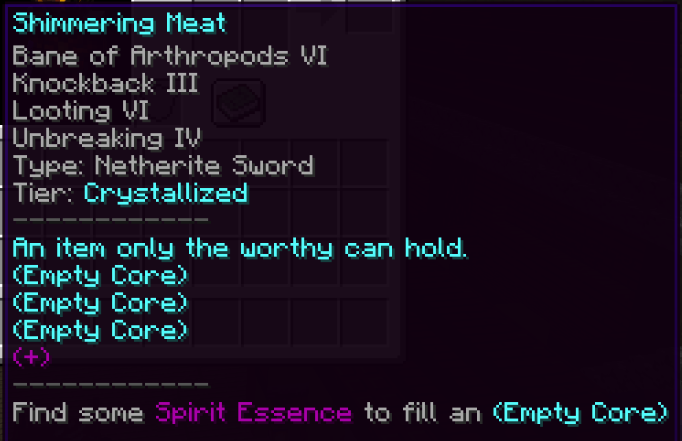 Shimmering Meat
Bane of Arthropods VI
Knockback III
Looting VI
Unbreaking IV
Type: Netherite Sword
Tier: Crystallized
------------
An item only the worthy can hold.
(Empty Core)
(Empty Core)
(Empty Core)
(+)
------------
Find some Spirit Essence to fill an (Empty Core)